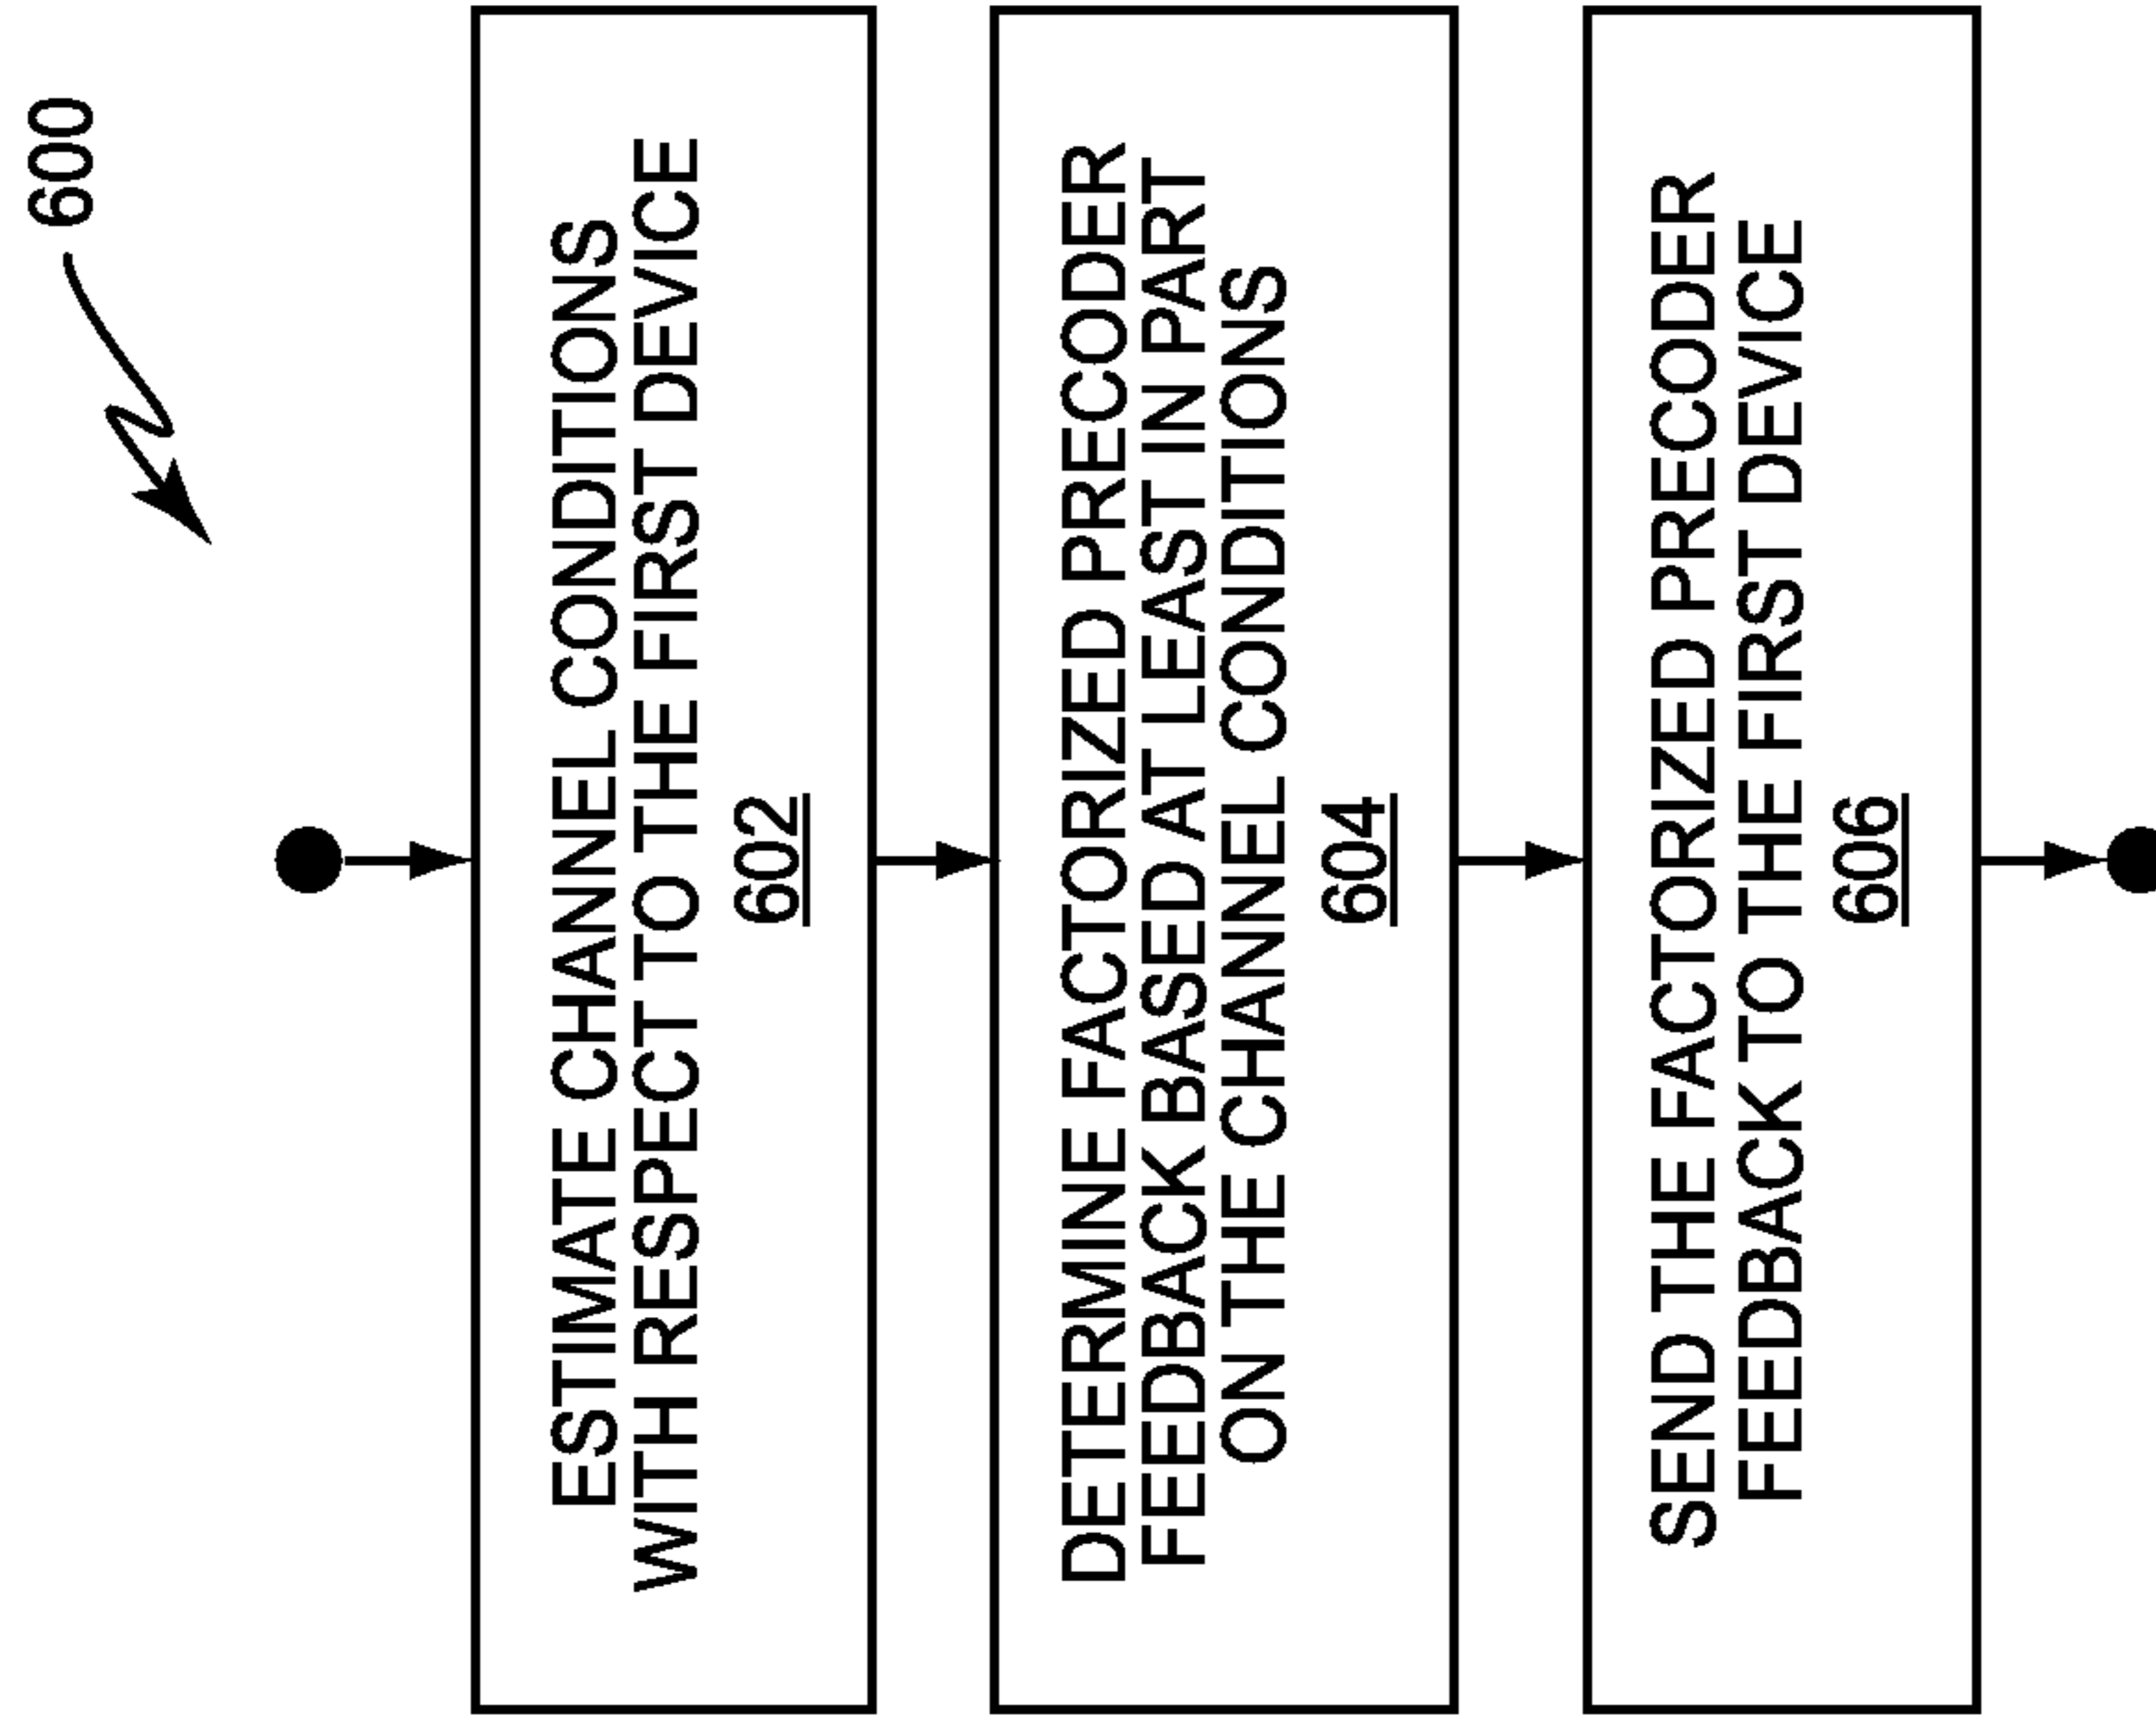 600
ESTIMATE CHANNEL CONDITIONS
WITH RESPECT TO THE FIRST DEVICE
602
DETERMINE FACTORIZED PRECODER
FEEDBACK BASED AT LEAST IN PART
ON THE CHANNEL CONDITIONS
604
SEND THE FACTORIZED PRECODER
FEEDBACK TO THE FIRST DEVICE
606